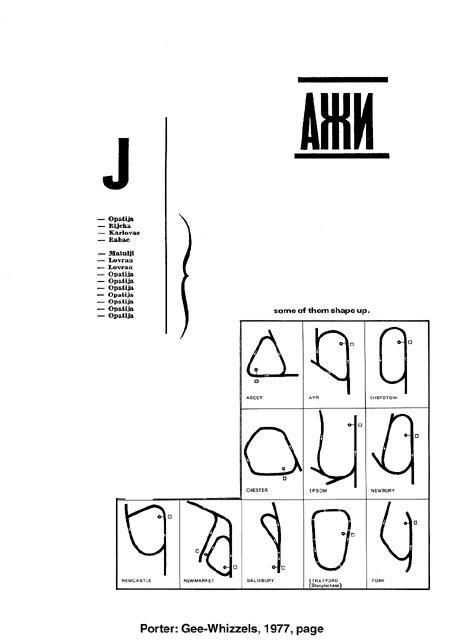 АЖИ
J
— Opatija
— Rijeka
— Karlovac
— Rabac
— Matulji
— Lovran
— Lovran
— Opatija
— Opatija
— Opatija
— Opatija
— Opatija
— Opatija
— Opatija
some of them shape up.
ASCOT
AYR
CHEPSTOW
CHESTER
EPSOM
NEWBURY
NEWCASTLE
NEWMARKET
SALISBURY
STRATFORD
(Steeplechase)
YORK
Porter: Gee-Whizzels, 1977, page